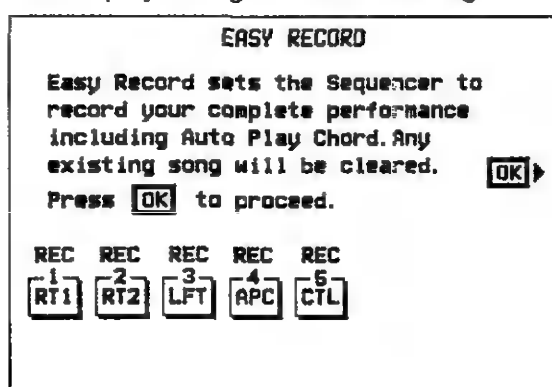 EASY RECORD
Easy Record sets the Sequencer to
record your complete performance
including Auto Play Chord. Any
existing song will be cleared.
OK
Press OK to proceed.
REC REC REC REC REC
1 2 3 4 5
RT1 RT2 LFT APC CTL